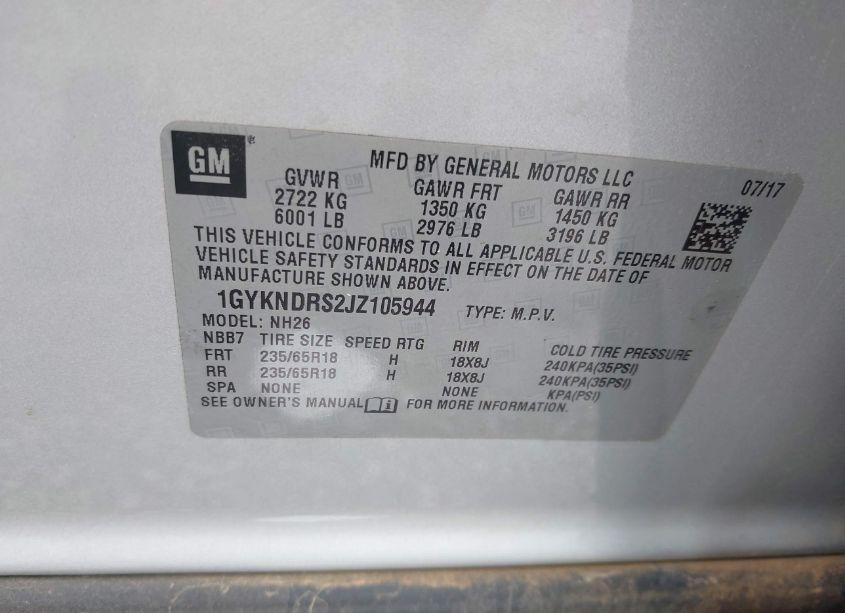 GM
MFD BY GENERAL MOTORS LLC
07/17
GVWR GAWR FRT GAWR RR
2722 KG 1350 KG 1450 KG
6001 LB 2976 LB 3196 LB
THIS VEHICLE CONFORMS TO ALL APPLICABLE U.S. FEDERAL MOTOR
VEHICLE SAFETY STANDARDS IN EFFECT ON THE DATE OF
MANUFACTURE SHOWN ABOVE.
1GYKNDRS2JZ105944 TYPE: M.P.V.
MODEL: NH26
NBB7 TIRE SIZE SPEED RTG RIM COLD TIRE PRESSURE
FRT 235/65R18 H 18X8J 240KPA(35PSI)
RR 235/65R18 H 18X8J 240KPA(35PSI)
SPA NONE NONE KPA(PSI)
SEE OWNER'S MANUAL FOR MORE INFORMATION.